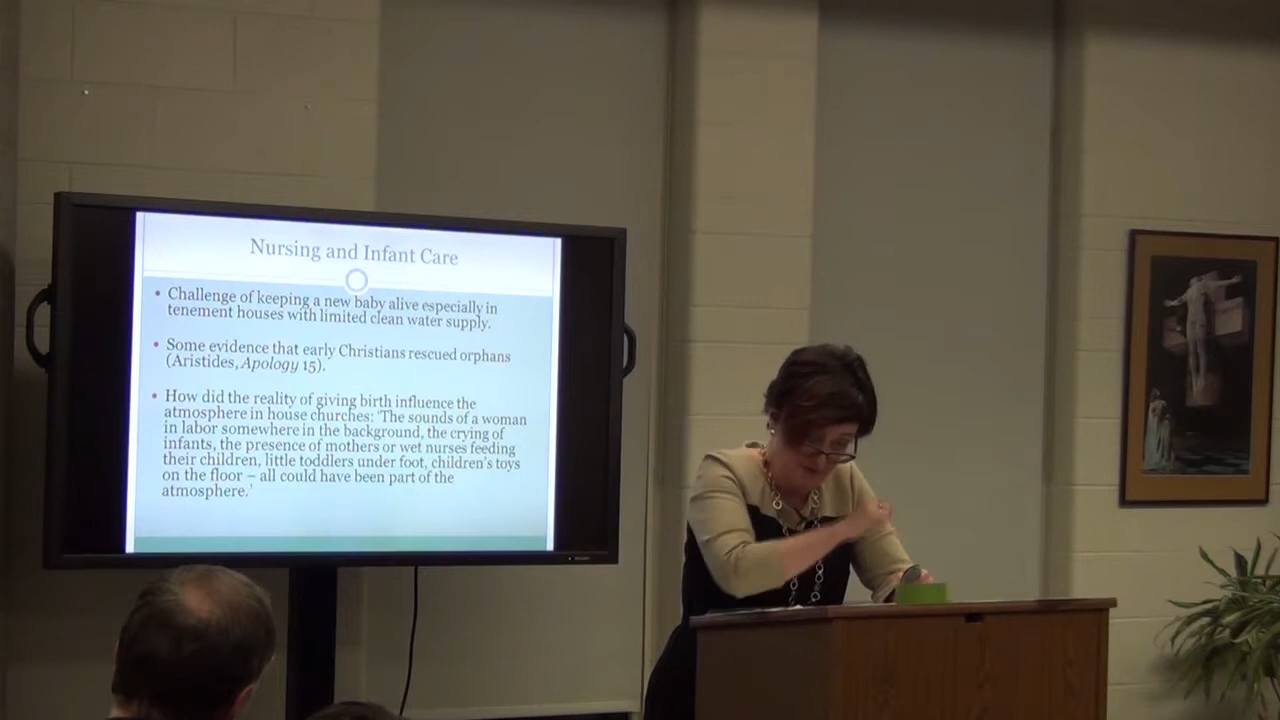 Nursing and Infant Care
• Challenge of keeping a new baby alive especially in
tenement houses with limited clean water supply.
• Some evidence that early Christians rescued orphans
(Aristides, Apology 15).
• How did the reality of giving birth influence the
atmosphere in house churches: 'The sounds of a woman
in labor somewhere in the background, the crying of
infants, the presence of mothers or wet nurses feeding
their children, little toddlers under foot, children's toys
on the floor – all could have been part of the
atmosphere.'